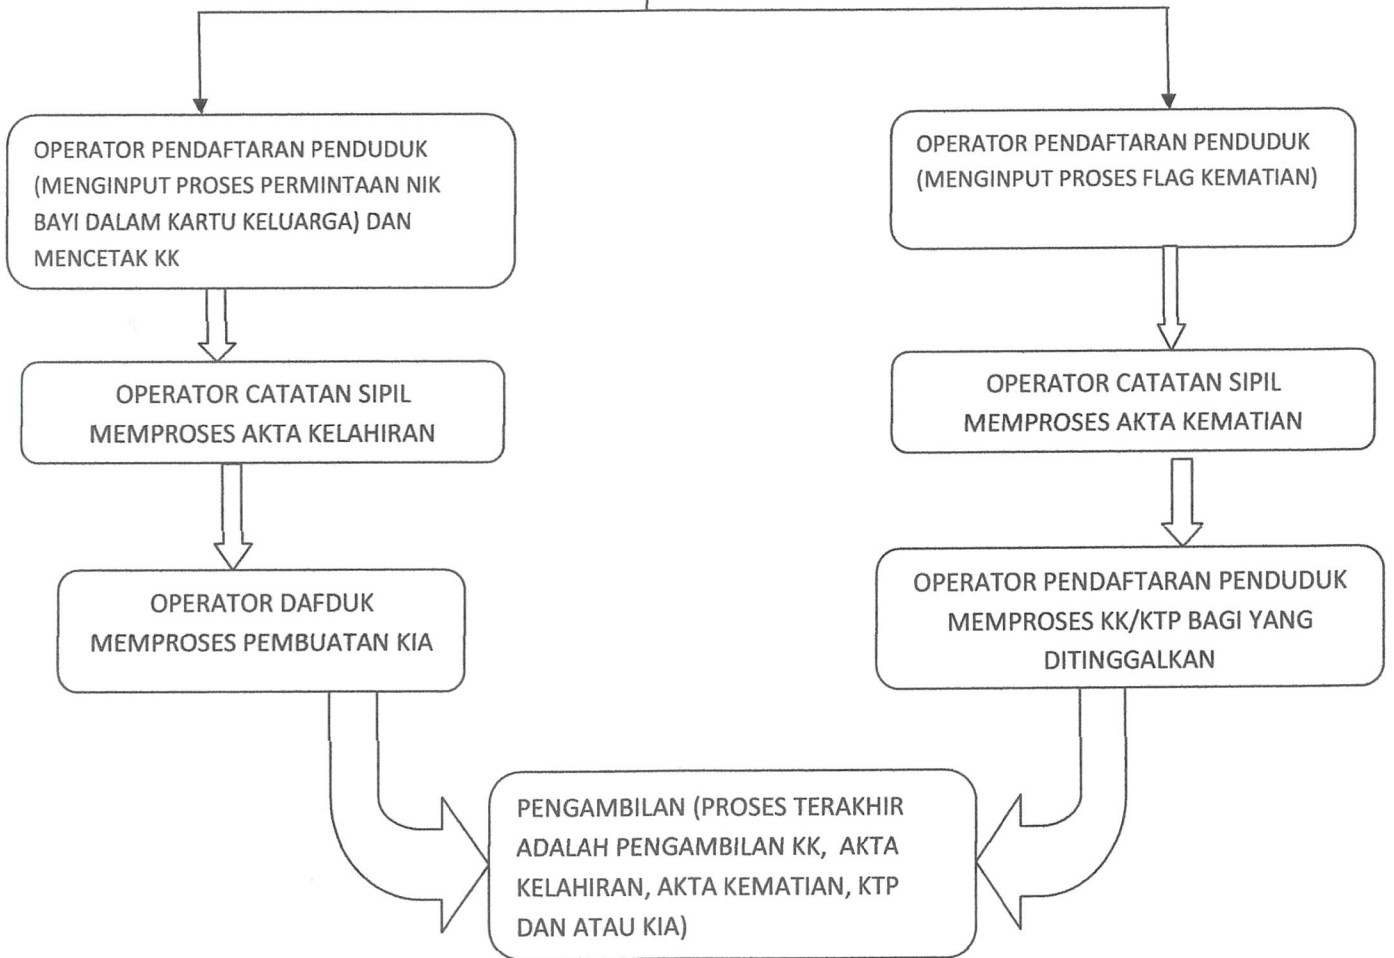 OPERATOR PENDAFTARAN PENDUDUK
(MENGINPUT PROSES PERMINTAAN NIK
BAYI DALAM KARTU KELUARGA) DAN
MENCETAK KK
OPERATOR CATATAN SIPIL
MEMPROSES AKTA KELAHIRAN
OPERATOR DAFDUK
MEMPROSES PEMBUATAN KIA
OPERATOR PENDAFTARAN PENDUDUK
(MENGINPUT PROSES FLAG KEMATIAN)
OPERATOR CATATAN SIPIL
MEMPROSES AKTA KEMATIAN
OPERATOR PENDAFTARAN PENDUDUK
MEMPROSES KK/KTP BAGI YANG
DITINGGALKAN
PENGAMBILAN (PROSES TERAKHIR
ADALAH PENGAMBILAN KK, AKTA
KELAHIRAN, AKTA KEMATIAN, KTP
DAN ATAU KIA)